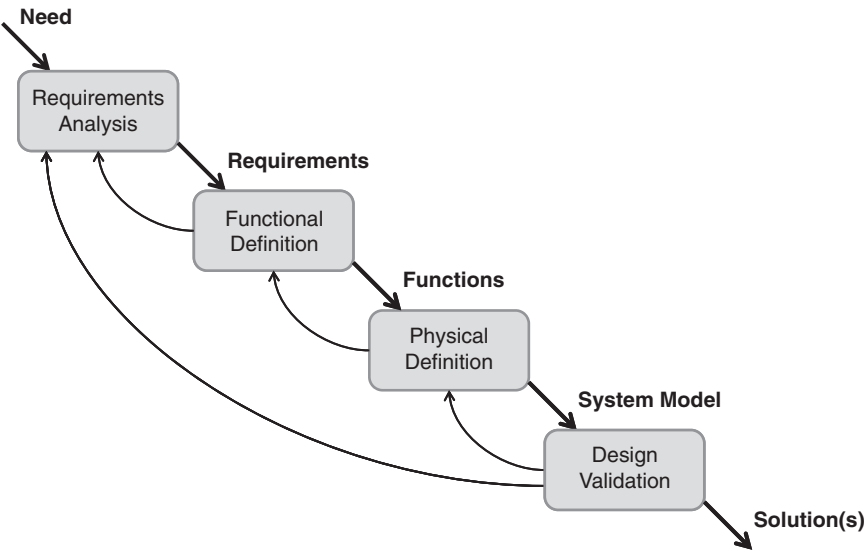 Need
Requirements
Analysis
Requirements
Functional
Definition
Functions
Physical
Definition
System Model
Design
Validation
Solution(s)